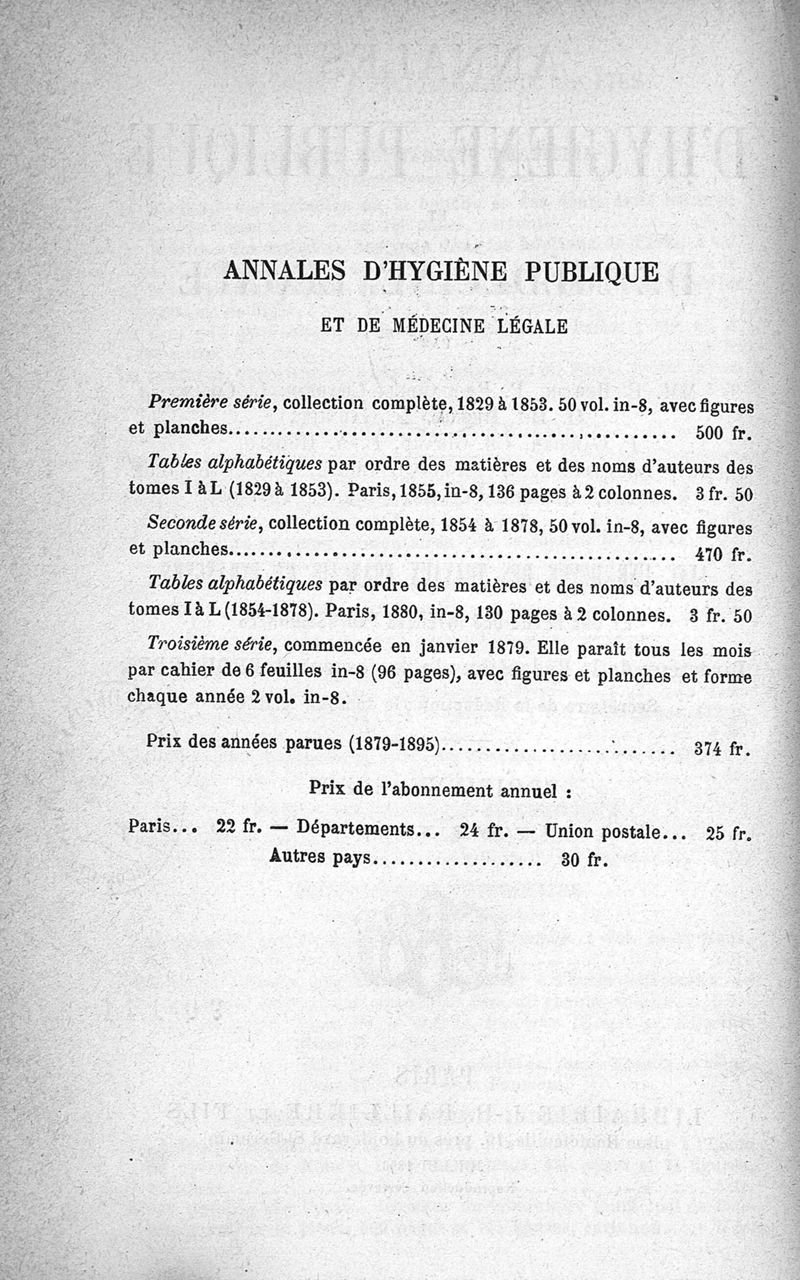 ANNALES D'HYGIÈNE PUBLIQUE
ET DE MÉDECINE LÉGALE
Première série, collection complète, 1829 à 1853. 50 vol. in-8, avec figures
et planches.................................................. 500 fr.
Tables alphabétiques par ordre des matières et des noms d'auteurs des
tomes I à L (1829 à 1853). Paris, 1855, in-8, 136 pages à 2 colonnes. 3 fr. 50
Seconde série, collection complète, 1854 à 1878, 50 vol. in-8, avec figures
et planches.................................................. 470 fr.
Tables alphabétiques par ordre des matières et des noms d'auteurs des
tomes I à L (1854-1878). Paris, 1880, in-8, 130 pages à 2 colonnes. 3 fr. 50
Troisième série, commencée en janvier 1879. Elle paraît tous les mois
par cahier de 6 feuilles in-8 (96 pages), avec figures et planches et forme
chaque année 2 vol. in-8.
Prix des années parues (1879-1895).......................... 374 fr.
Prix de l'abonnement annuel :
Paris... 22 fr. — Départements... 24 fr. — Union postale... 25 fr.
Autres pays................... 30 fr.